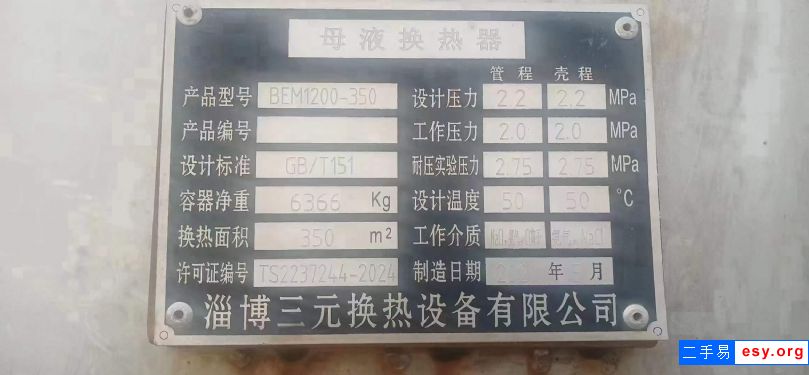 母液换热器
管程 壳程
产品型号 BEM1200-350 设计压力 2.2 2.2 MPa
产品编号 工作压力 2.0 2.0 MPa
设计标准 GB/T151 耐压实验压力 2.75 2.75 MPa
容器净重 6366 Kg 设计温度 50 50 °C
换热面积 350 m² 工作介质
许可证编号 TS2237244-2024 制造日期 年 月
淄博三元换热设备有限公司
二手易 esy.org